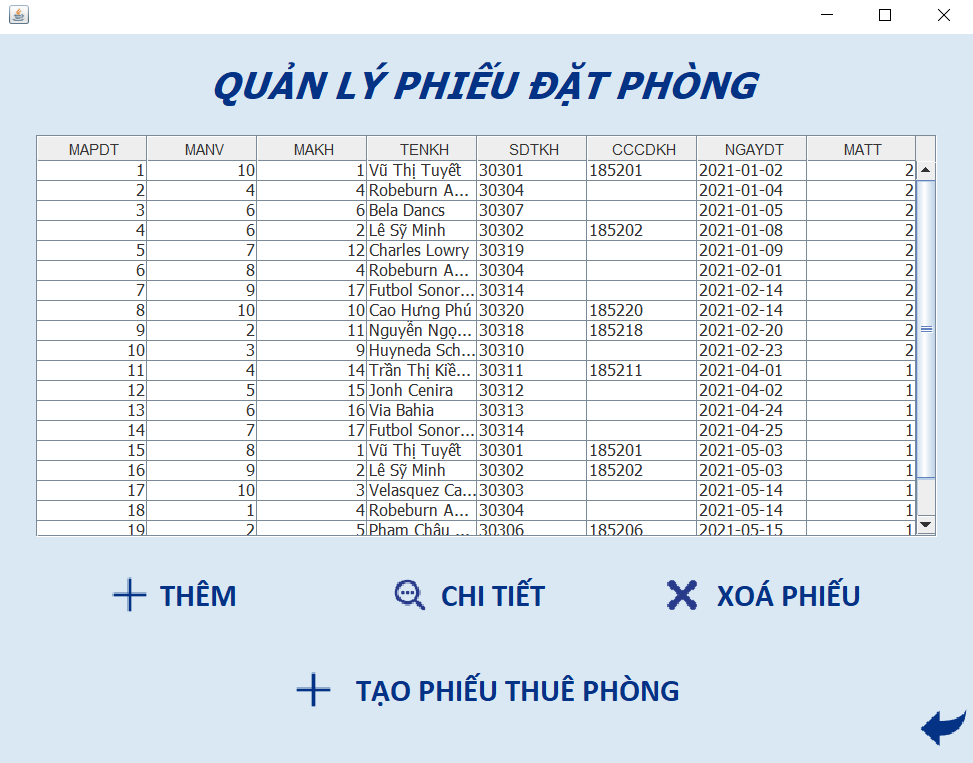 QUẢN LÝ PHIẾU ĐẶT PHÒNG
MAPDT MANV MAKH TENKH SDTKH CCCDKH NGAYDT MATT
1 10 1 Vũ Thị Tuyết 30301 185201 2021-01-02 2
2 4 4 Robeburn A... 30304 2021-01-04 2
3 6 6 Bela Dancs 30307 2021-01-05 2
4 6 2 Lê Sỹ Minh 30302 185202 2021-01-08 2
5 7 12 Charles Lowry 30319 2021-01-09 2
6 8 4 Robeburn A... 30304 2021-02-01 2
7 9 17 Futbol Sonor... 30314 2021-02-14 2
8 10 10 Cao Hưng Phú 30320 185220 2021-02-14 2
9 2 11 Nguyễn Ngọ... 30318 185218 2021-02-20 2
10 3 9 Huyneda Sch... 30310 2021-02-23 2
11 4 14 Trần Thị Kiề... 30311 185211 2021-04-01 1
12 5 15 Jonh Cenira 30312 2021-04-02 1
13 6 16 Via Bahia 30313 2021-04-24 1
14 7 17 Futbol Sonor... 30314 2021-04-25 1
15 8 1 Vũ Thị Tuyết 30301 185201 2021-05-03 1
16 9 2 Lê Sỹ Minh 30302 185202 2021-05-03 1
17 10 3 Velasquez Ca... 30303 2021-05-14 1
18 1 4 Robeburn A... 30304 2021-05-14 1
19 2 5 Phạm Châu ... 30306 185206 2021-05-15 1
THÊM CHI TIẾT XOÁ PHIẾU
TẠO PHIẾU THUÊ PHÒNG